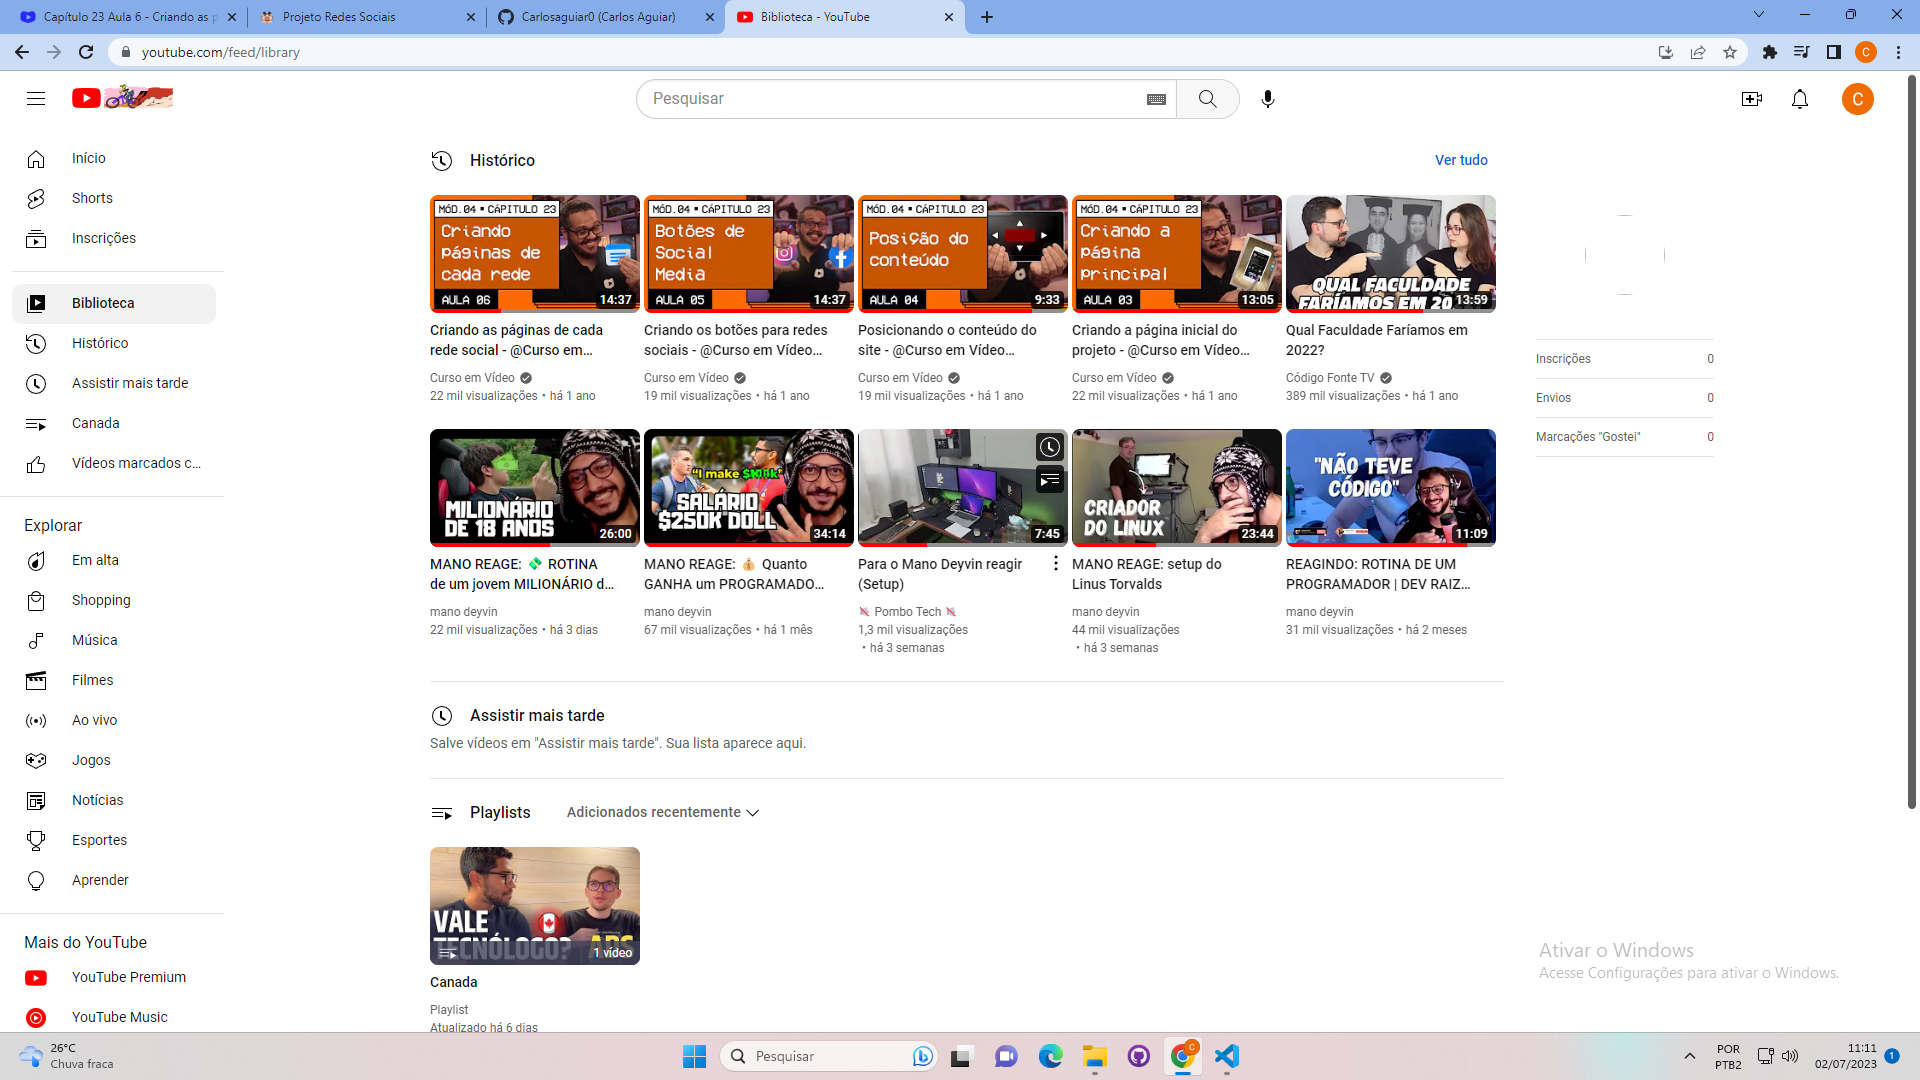 Capítulo 23 Aula 6 - Criando as p
Projeto Redes Sociais
Carlosaguiar0 (Carlos Aguiar)
Biblioteca - YouTube
youtube.com/feed/library
C
Pesquisar
C
Início
Shorts
Inscrições
Biblioteca
Histórico
Assistir mais tarde
Canada
Vídeos marcados c...
Explorar
Em alta
Shopping
Música
Filmes
Ao vivo
Jogos
Notícias
Esportes
Aprender
Mais do YouTube
YouTube Premium
YouTube Music
Histórico
Ver tudo
MÓD.04 ▪ CAPÍTULO 23
Criando
páginas de
cada rede
AULA 06
14:37
Criando as páginas de cada
rede social - @Curso em...
Curso em Vídeo
22 mil visualizações • há 1 ano
MÓD.04 ▪ CAPÍTULO 23
Botões de
Social
Media
AULA 05
14:37
Criando os botões para redes
sociais - @Curso em Vídeo...
Curso em Vídeo
19 mil visualizações • há 1 ano
MÓD.04 ▪ CAPÍTULO 23
Posição do
conteúdo
AULA 04
9:33
Posicionando o conteúdo do
site - @Curso em Vídeo...
Curso em Vídeo
19 mil visualizações • há 1 ano
MÓD.04 ▪ CAPÍTULO 23
Criando a
página
principal
AULA 03
13:05
Criando a página inicial do
projeto - @Curso em Vídeo...
Curso em Vídeo
22 mil visualizações • há 1 ano
QUAL FACULDADE
FARÍAMOS EM 20
13:59
Qual Faculdade Faríamos em
2022?
Código Fonte TV
389 mil visualizações • há 1 ano
MILIONÁRIO
DE 18 ANOS
26:00
MANO REAGE: 💸 ROTINA
de um jovem MILIONÁRIO d...
mano deyvin
22 mil visualizações • há 3 dias
"I make $100k"
SALÁRIO
$250K DOLL
34:14
MANO REAGE: 💰 Quanto
GANHA um PROGRAMADO...
mano deyvin
67 mil visualizações • há 1 mês
7:45
Para o Mano Deyvin reagir
(Setup)
Pombo Tech
1,3 mil visualizações
• há 3 semanas
CRIADOR
DO LINUX
23:44
MANO REAGE: setup do
Linus Torvalds
mano deyvin
44 mil visualizações
• há 3 semanas
"NÃO TEVE
CÓDIGO"
11:09
REAGINDO: ROTINA DE UM
PROGRAMADOR | DEV RAIZ...
mano deyvin
31 mil visualizações • há 2 meses
Inscrições 0
Envios 0
Marcações "Gostei" 0
Assistir mais tarde
Salve vídeos em "Assistir mais tarde". Sua lista aparece aqui.
Playlists
Adicionados recentemente
VALE
TECNÓLOGO?
ADS
1 vídeo
Canada
Playlist
Atualizado há 6 dias
Ativar o Windows
Acesse Configurações para ativar o Windows.
26°C
Chuva fraca
Pesquisar
C
POR
PTB2
11:11
02/07/2023
1